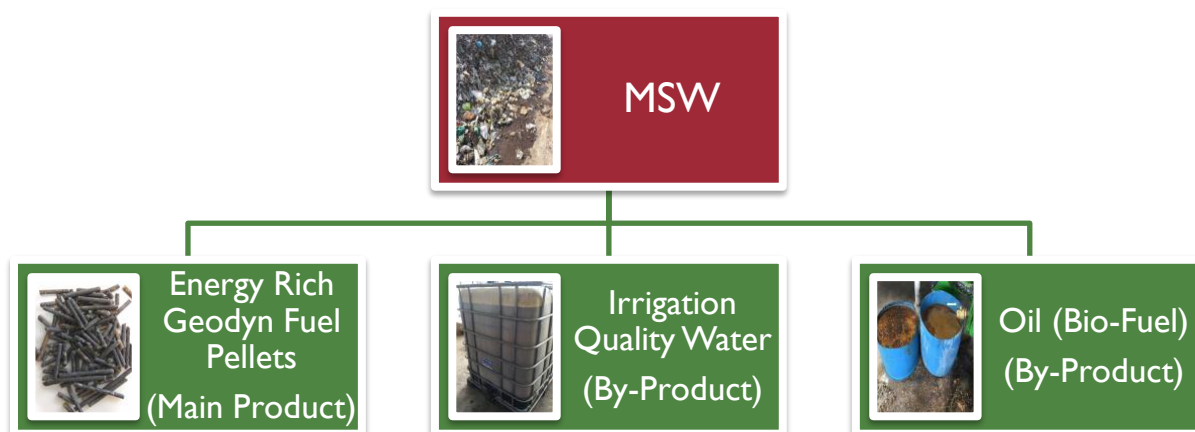 MSW
Energy Rich
Geodyn Fuel
Pellets
(Main Product)
Irrigation
Quality Water
(By-Product)
Oil (Bio-Fuel)
(By-Product)